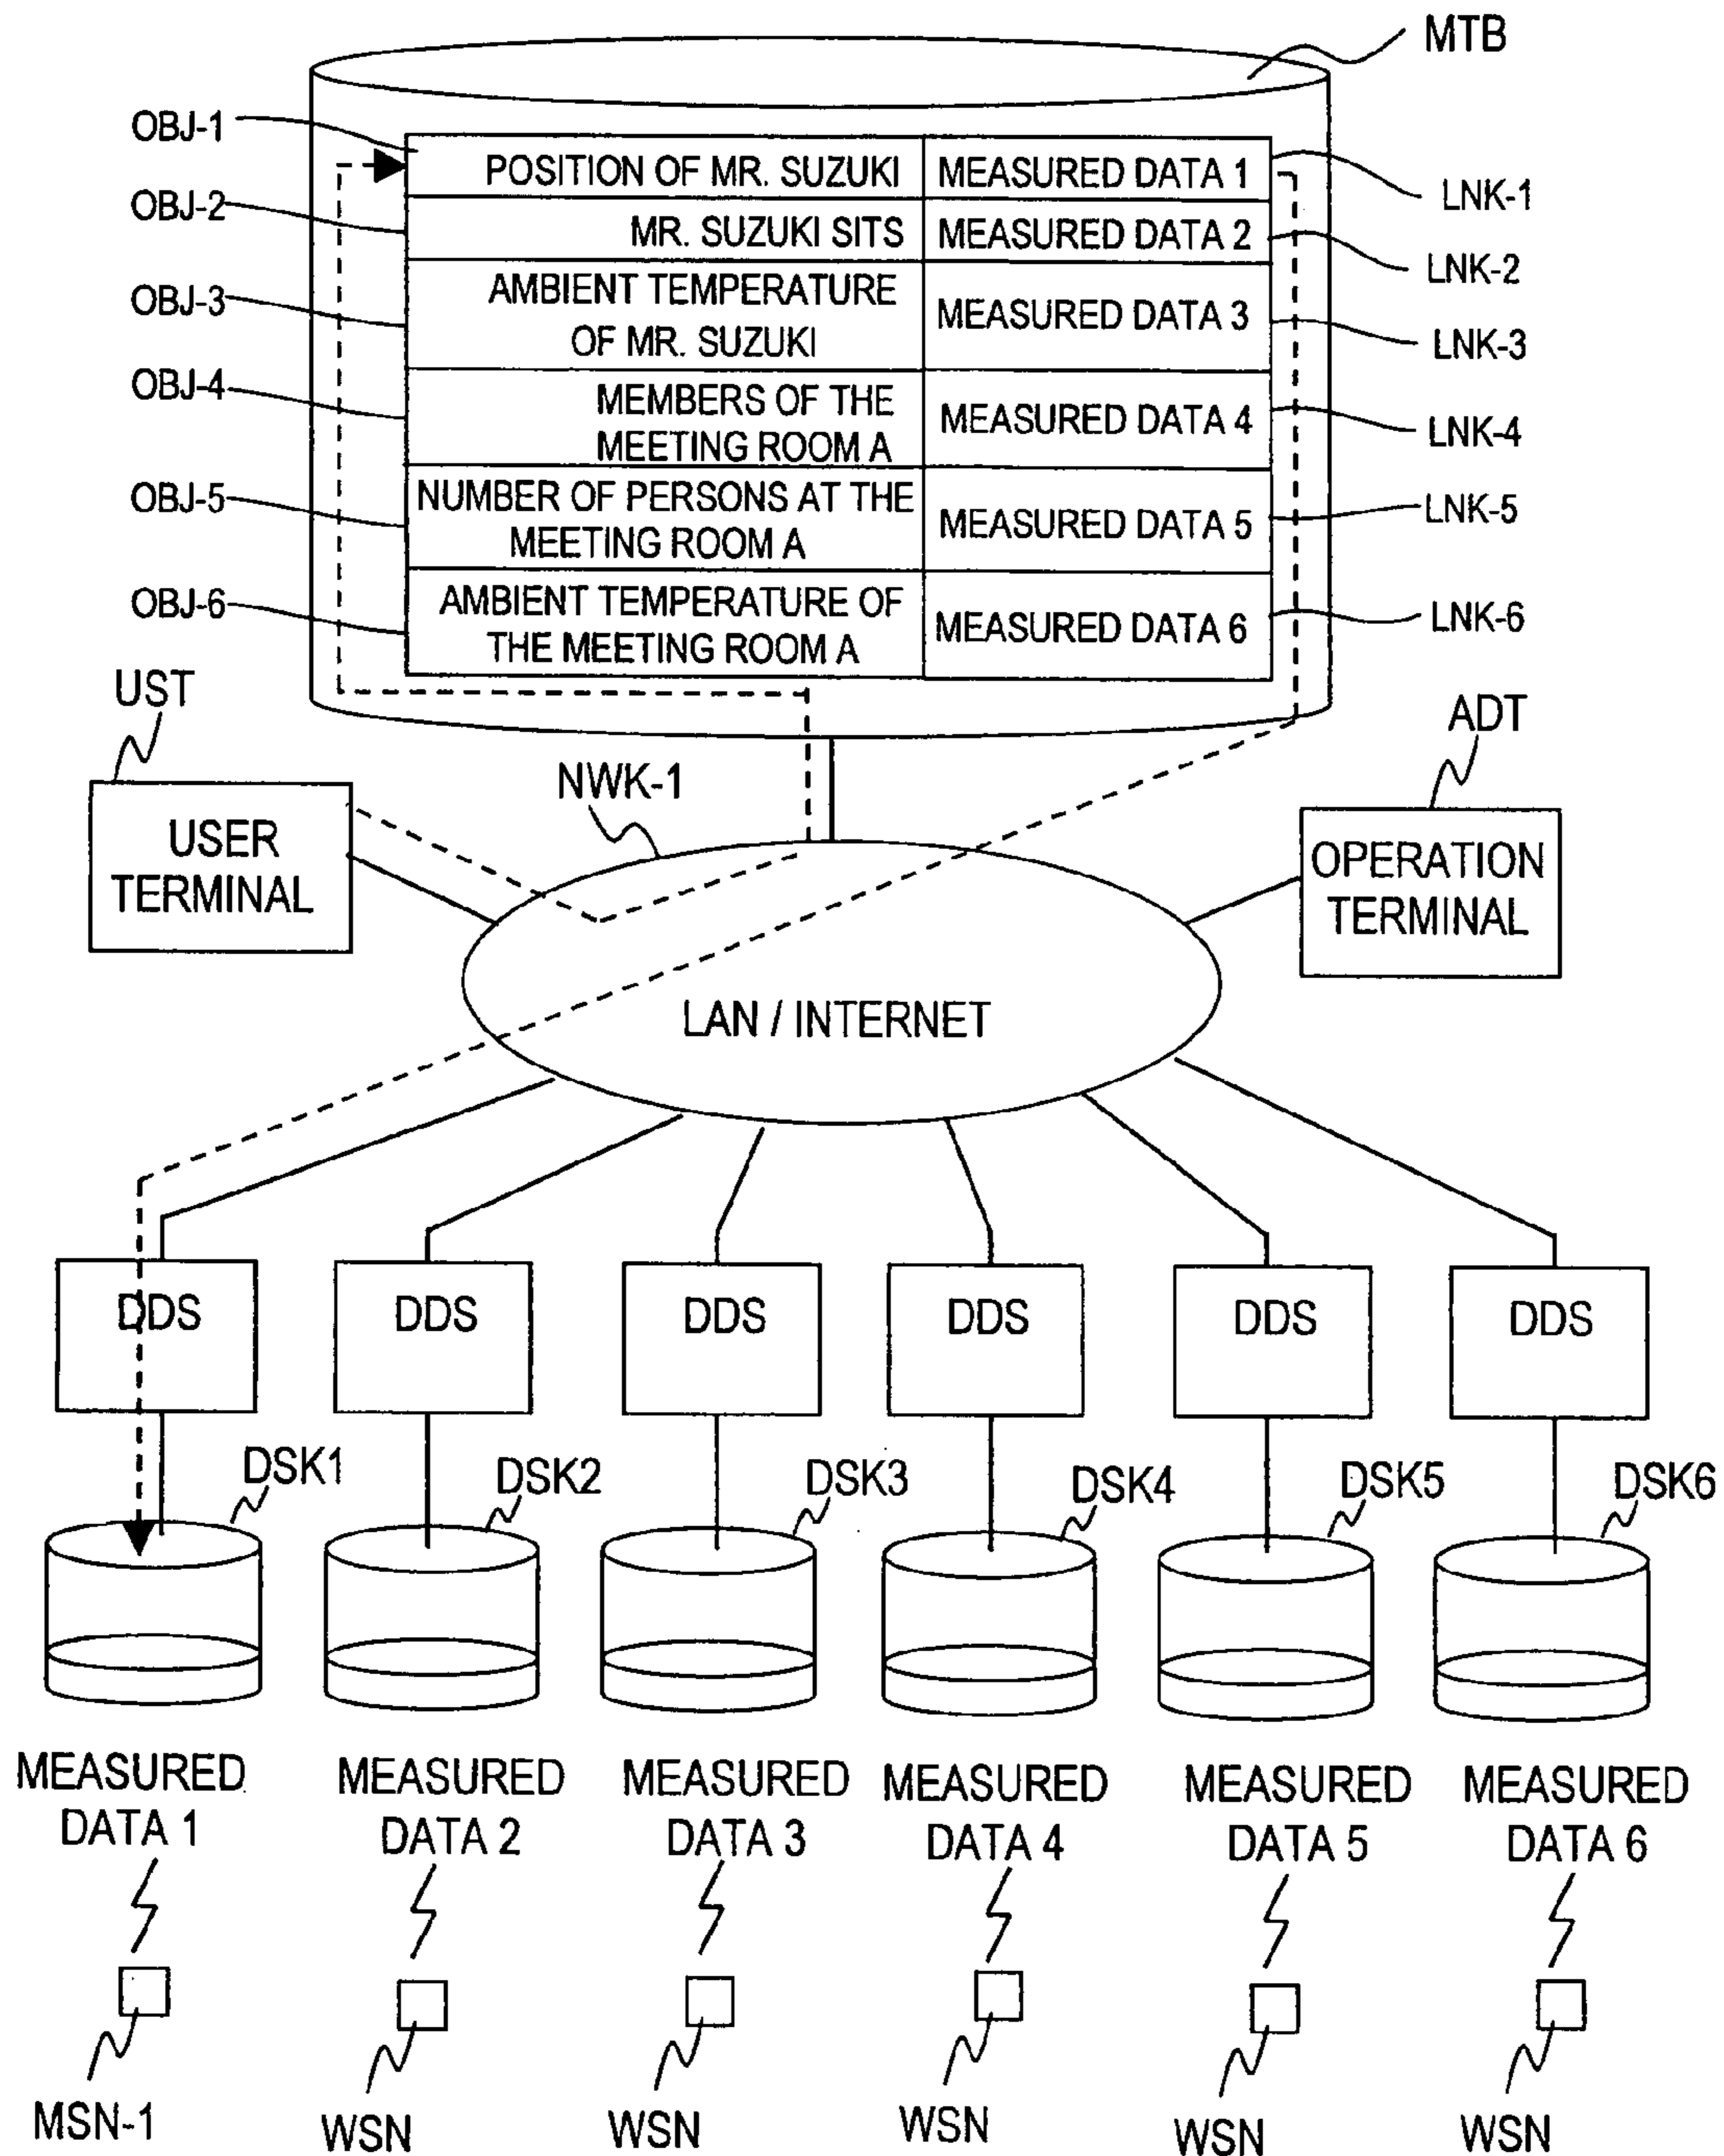 MTB
OBJ-1
POSITION OF MR. SUZUKI
MEASURED DATA 1
LNK-1
OBJ-2
MR. SUZUKI SITS
MEASURED DATA 2
LNK-2
OBJ-3
AMBIENT TEMPERATURE
OF MR. SUZUKI
MEASURED DATA 3
LNK-3
OBJ-4
MEMBERS OF THE
MEETING ROOM A
MEASURED DATA 4
LNK-4
OBJ-5
NUMBER OF PERSONS AT THE
MEETING ROOM A
MEASURED DATA 5
LNK-5
OBJ-6
AMBIENT TEMPERATURE OF
THE MEETING ROOM A
MEASURED DATA 6
LNK-6
UST
USER
TERMINAL
NWK-1
ADT
OPERATION
TERMINAL
LAN / INTERNET
DDS
DDS
DDS
DDS
DDS
DDS
DSK1
DSK2
DSK3
DSK4
DSK5
DSK6
MEASURED
DATA 1
MEASURED
DATA 2
MEASURED
DATA 3
MEASURED
DATA 4
MEASURED
DATA 5
MEASURED
DATA 6
MSN-1
WSN
WSN
WSN
WSN
WSN